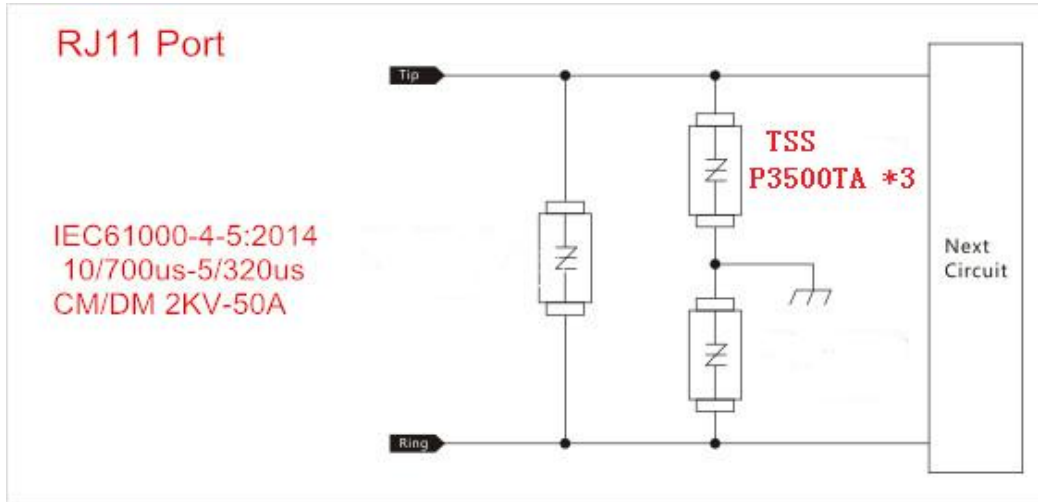 RJ11 Port
Tip
TSS
P3500TA *3
IEC61000-4-5:2014
10/700us-5/320us
CM/DM 2KV-50A
Next
Circuit
Ring